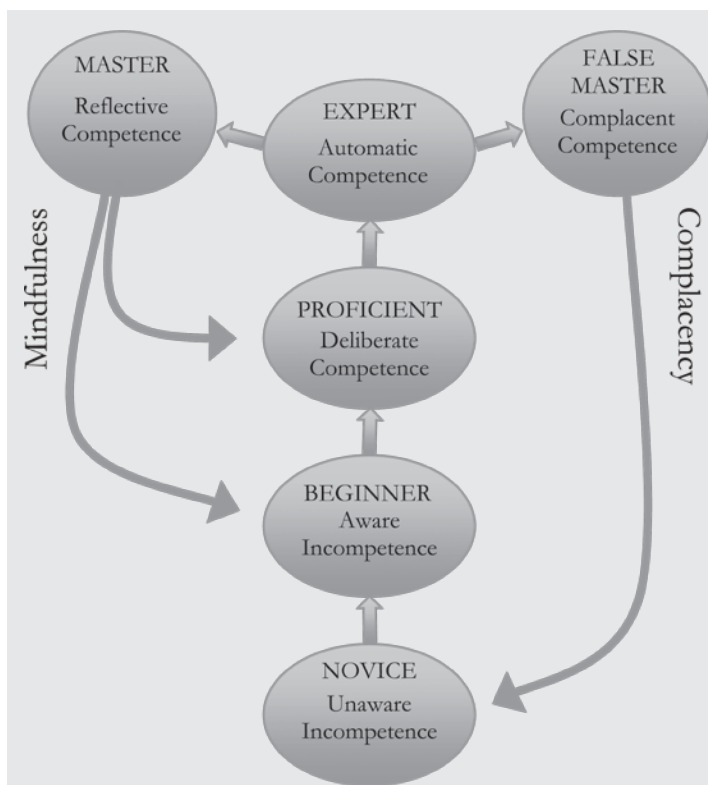 MASTER
Reflective
Competence
EXPERT
Automatic
Competence
FALSE
MASTER
Complacent
Competence
Mindfulness
Complacency
PROFICIENT
Deliberate
Competence
BEGINNER
Aware
Incompetence
NOVICE
Unaware
Incompetence